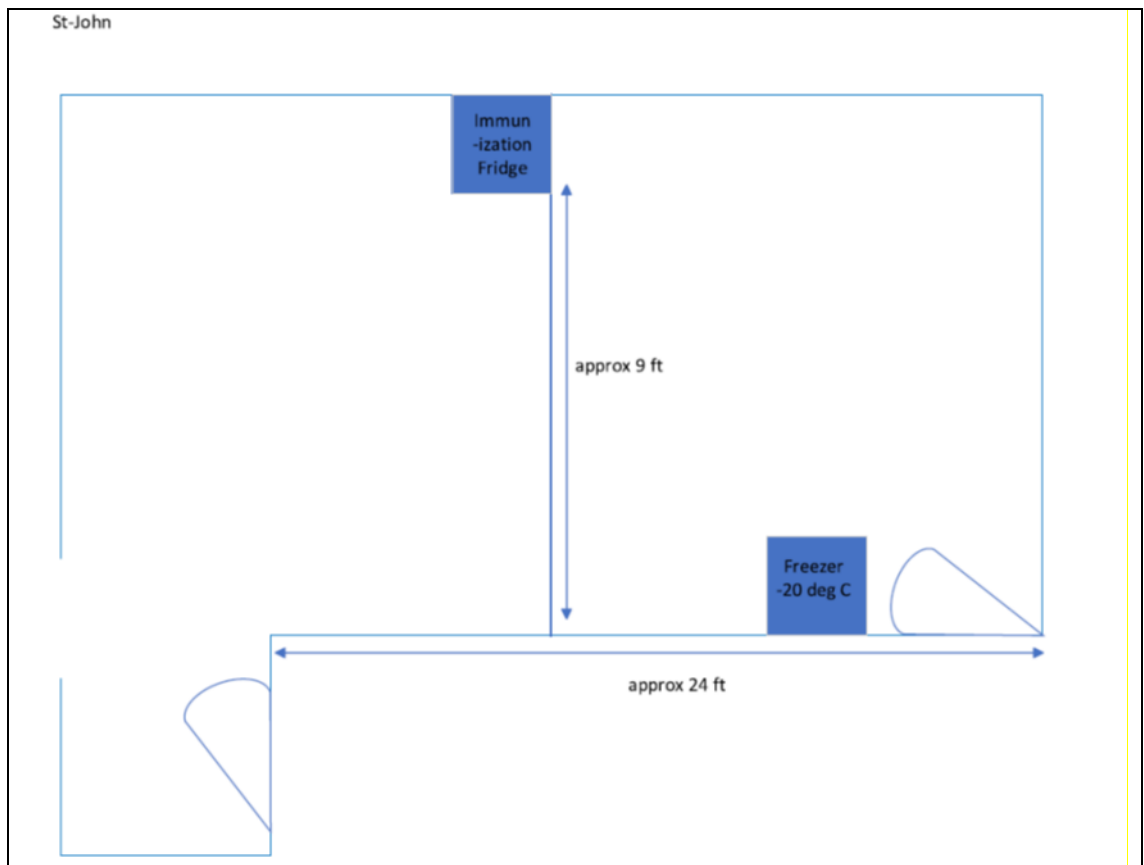 St-John
Immun
-ization
Fridge
approx 9 ft
Freezer
-20 deg C
approx 24 ft